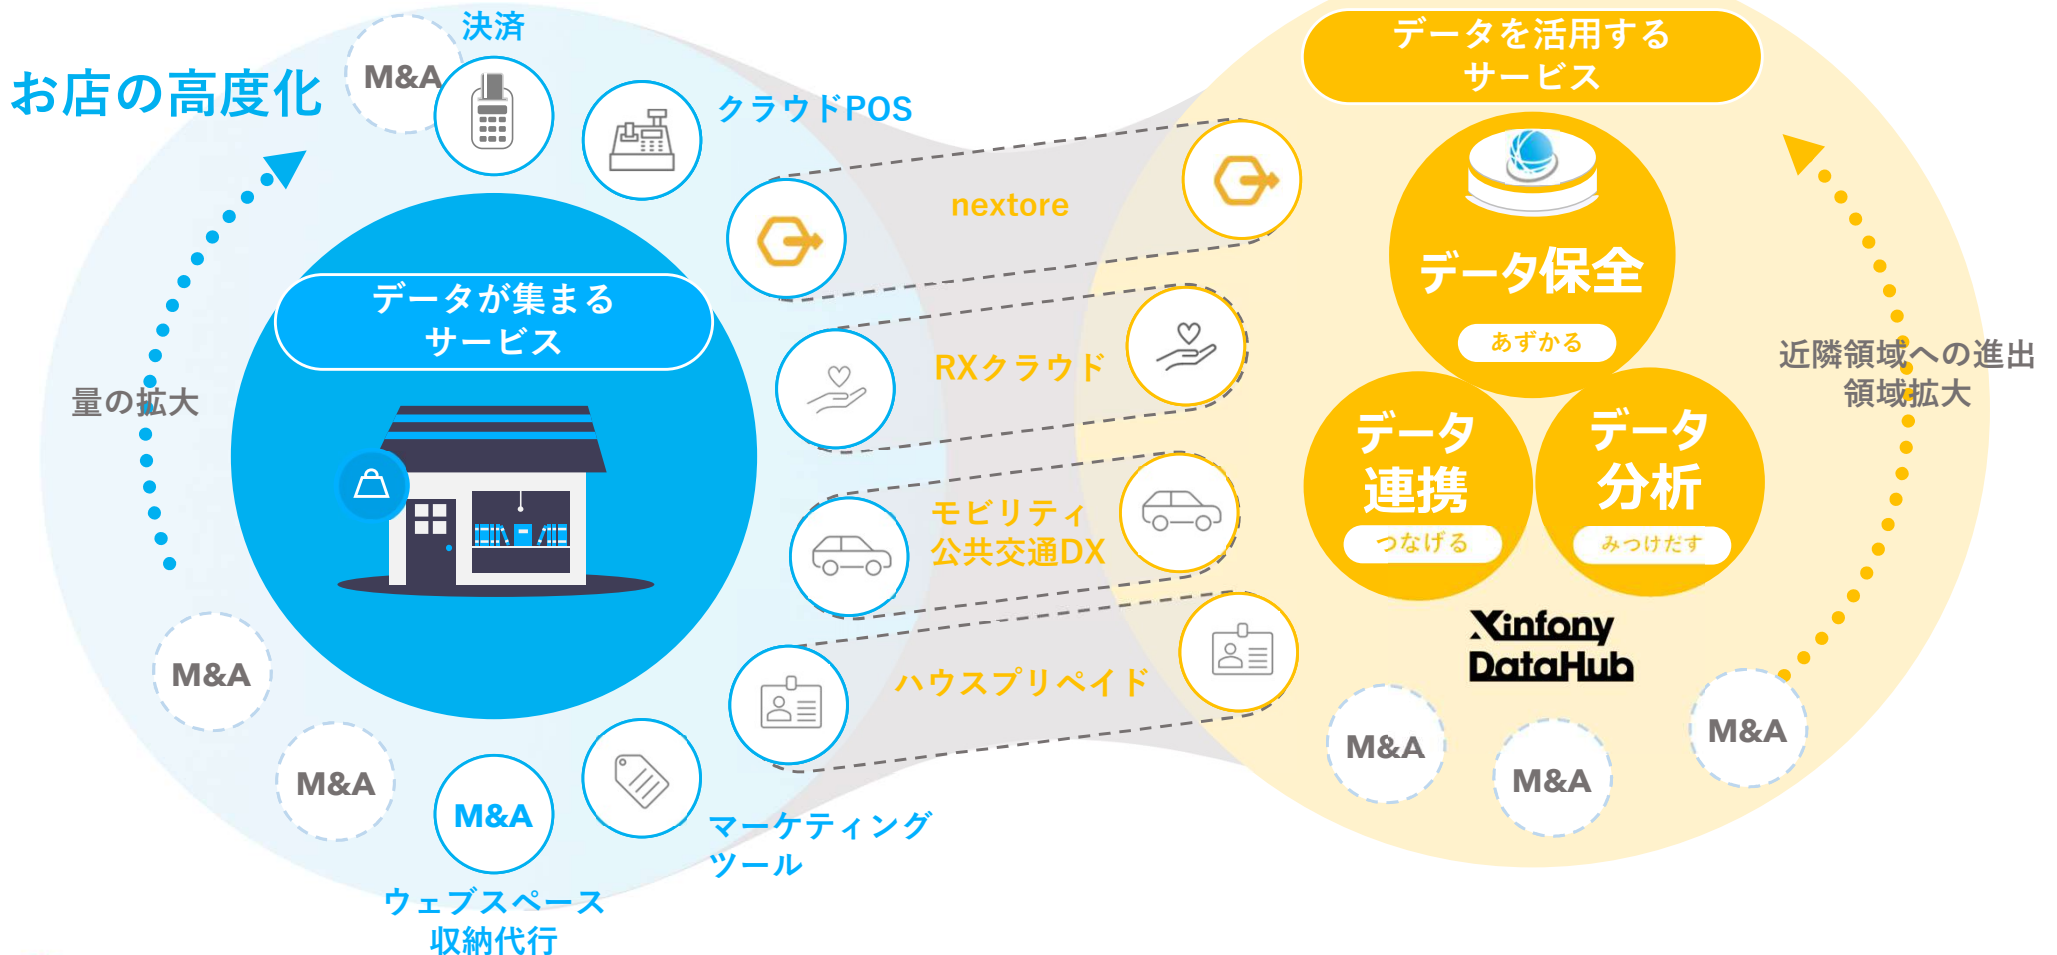 お店の高度化
M&A
決済
クラウドPOS
データが集まる
サービス
量の拡大
M&A
M&A
M&A
ウェブスペース
収納代行
マーケティング
ツール
nextore
RXクラウド
モビリティ
公共交通DX
ハウスプリペイド
データを活用する
サービス
データ保全
あずかる
データ
連携
つなげる
データ
分析
みつけだす
Xinfony
DataHub
近隣領域への進出
領域拡大
M&A
M&A
M&A